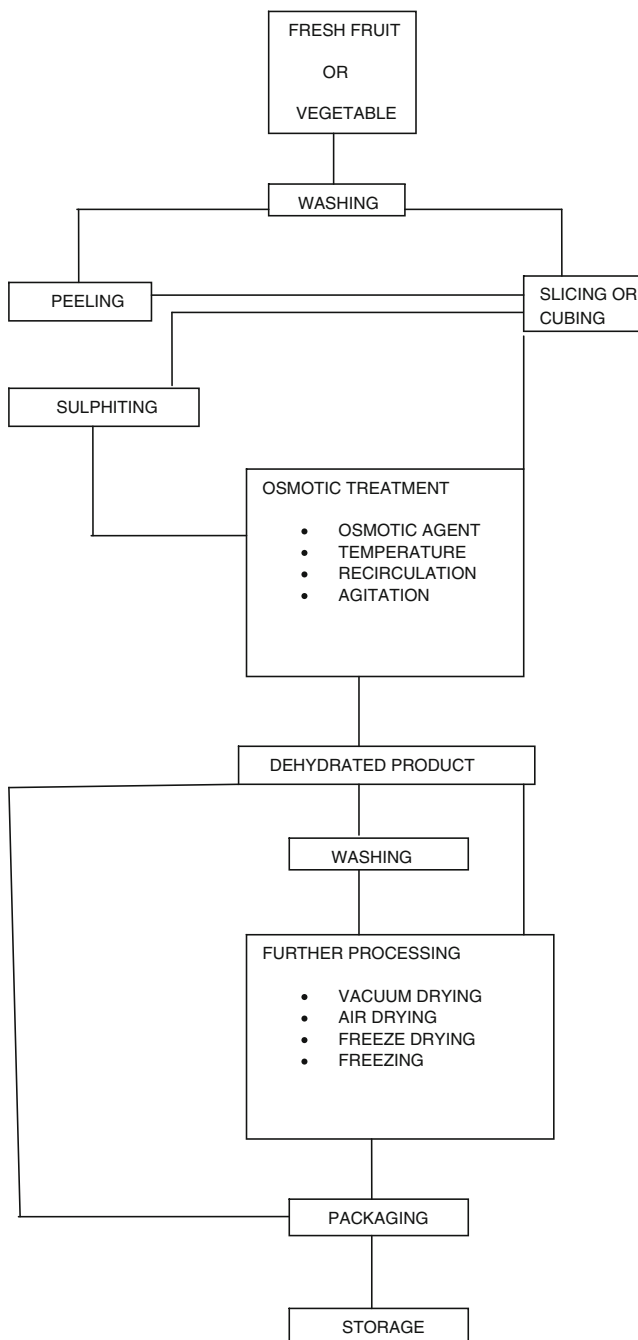 FRESH FRUIT
OR
VEGETABLE
WASHING
PEELING
SLICING OR
CUBING
SULPHITING
OSMOTIC TREATMENT
• OSMOTIC AGENT
• TEMPERATURE
• RECIRCULATION
• AGITATION
DEHYDRATED PRODUCT
WASHING
FURTHER PROCESSING
• VACUUM DRYING
• AIR DRYING
• FREEZE DRYING
• FREEZING
PACKAGING
STORAGE